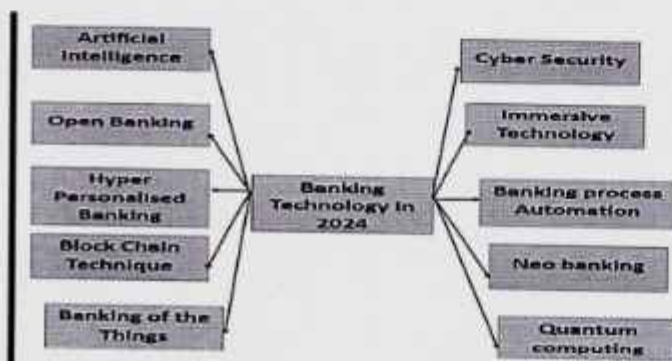 Artificial
Intelligence
Open Banking
Hyper
Personalised
Banking
Block Chain
Technique
Banking of the
Things
Banking
Technology in
2024
Cyber Security
Immersive
Technology
Banking process
Automation
Neo banking
Quantum
computing